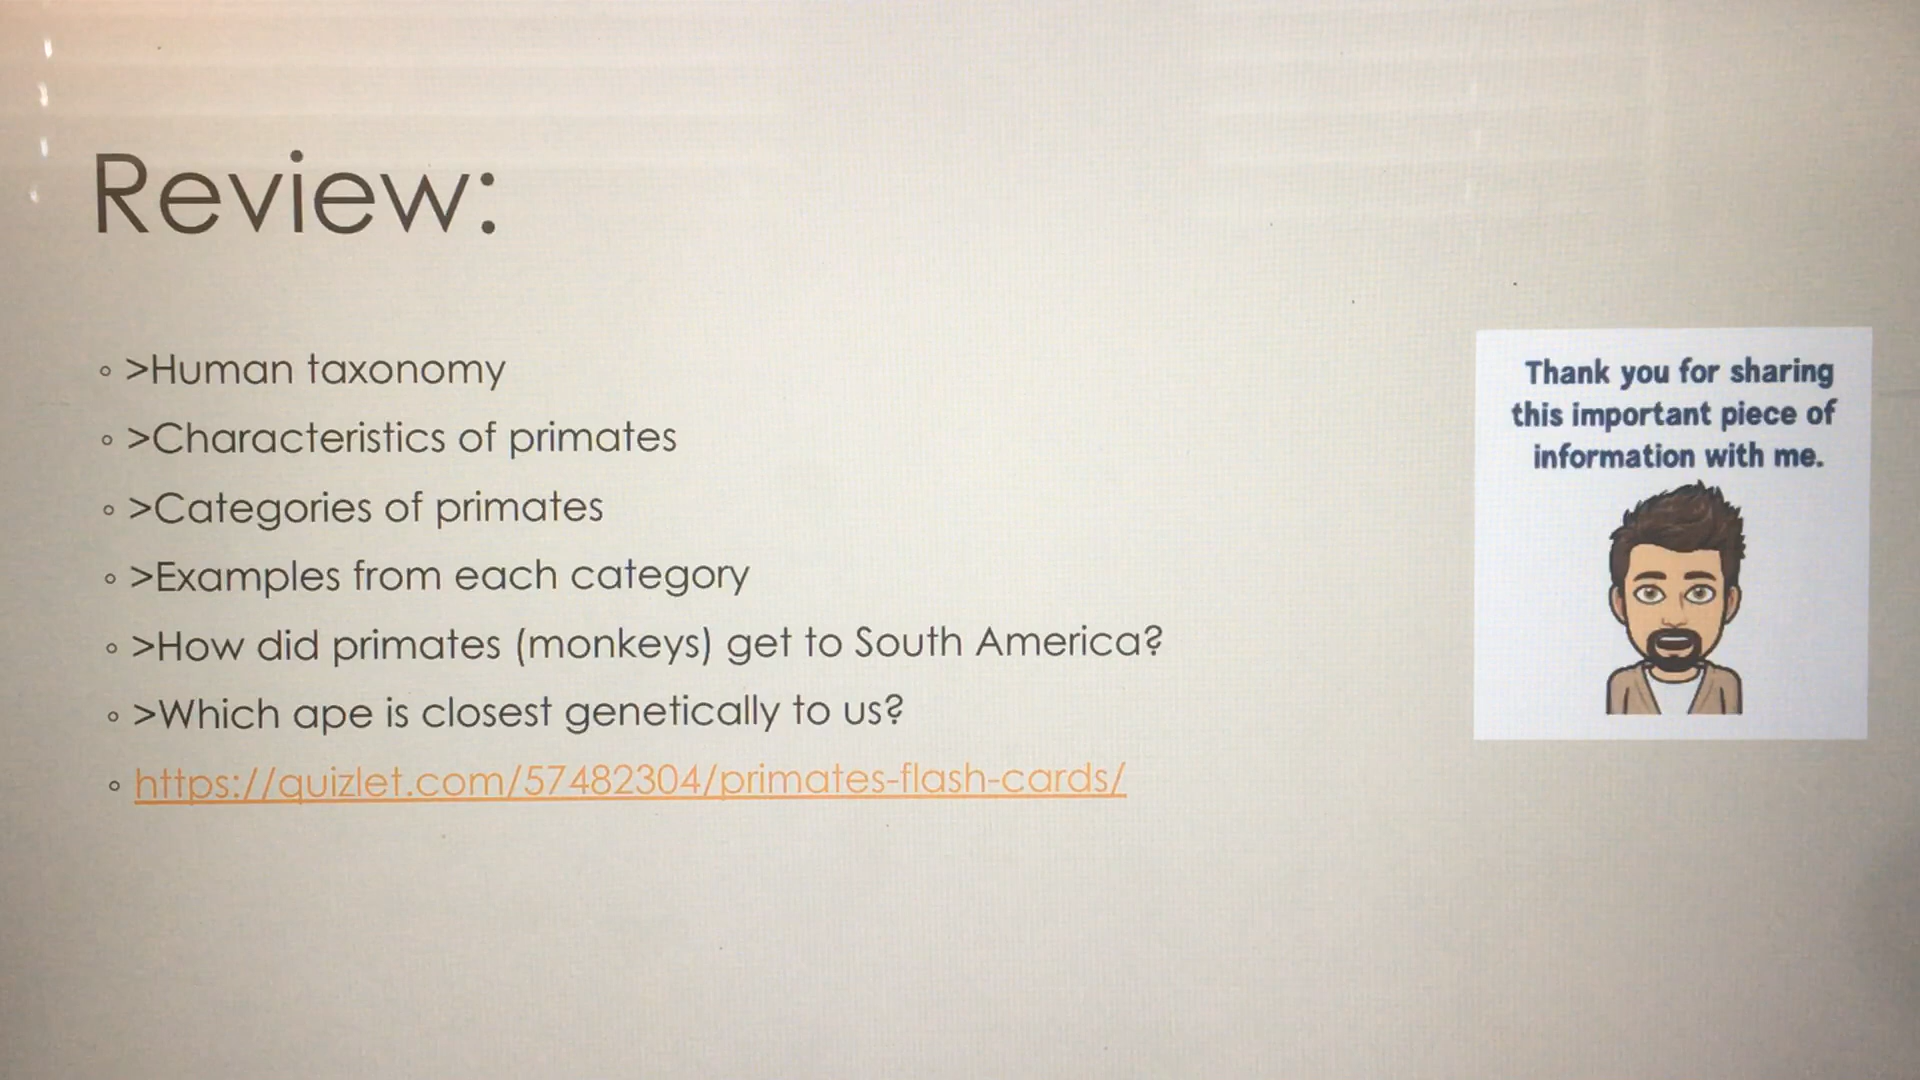 Review:
>Human taxonomy
>Characteristics of primates
>Categories of primates
>Examples from each category
>How did primates (monkeys) get to South America?
>Which ape is closest genetically to us?
https://quizlet.com/57482304/primates-flash-cards/
Thank you for sharing
this important piece of
information with me.